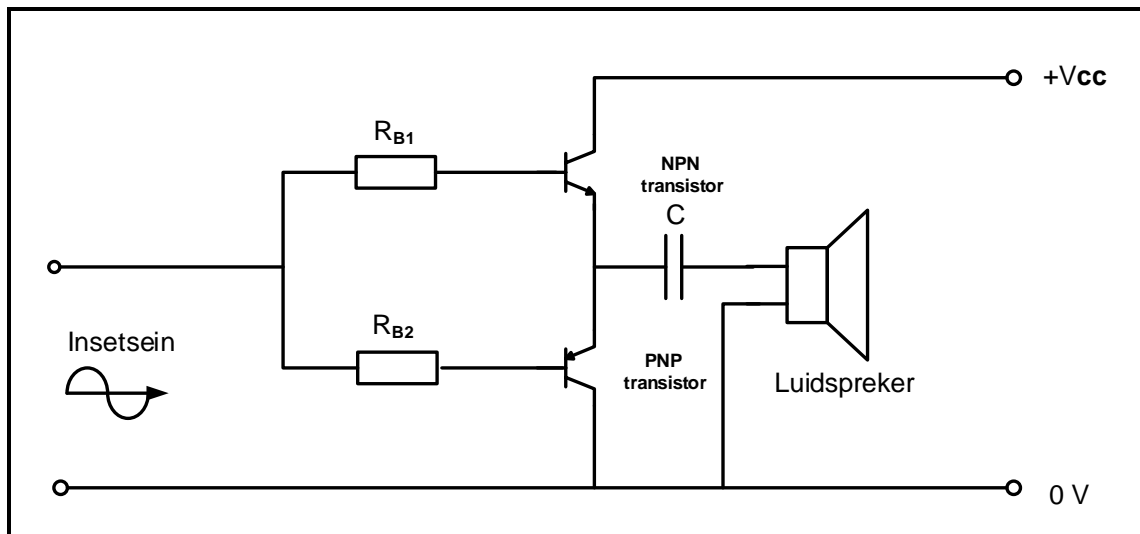 +Vcc
RB1
NPN
transistor
C
RB2
Insetsein
PNP
transistor
Luidspreker
0 V